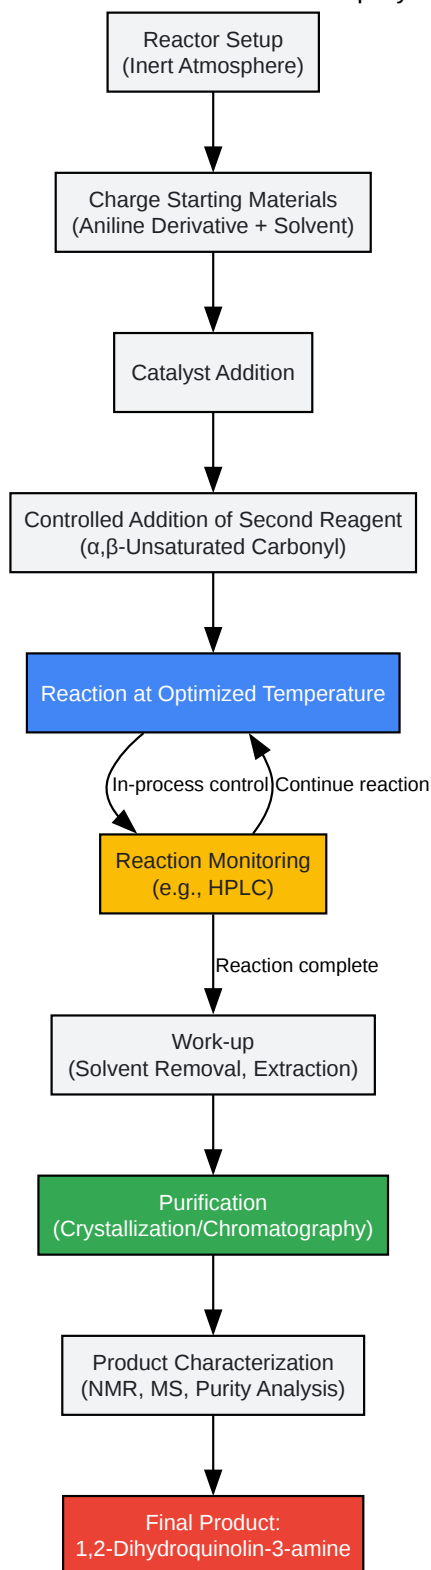 Reactor Setup
(Inert Atmosphere)
Charge Starting Materials
(Aniline Derivative + Solvent)
Catalyst Addition
Controlled Addition of Second Reagent
(α,β-Unsaturated Carbonyl)
Reaction at Optimized Temperature
In-process control
Continue reaction
Reaction Monitoring
(e.g., HPLC)
Reaction complete
Work-up
(Solvent Removal, Extraction)
Purification
(Crystallization/Chromatography)
Product Characterization
(NMR, MS, Purity Analysis)
Final Product:
1,2-Dihydroquinolin-3-amine